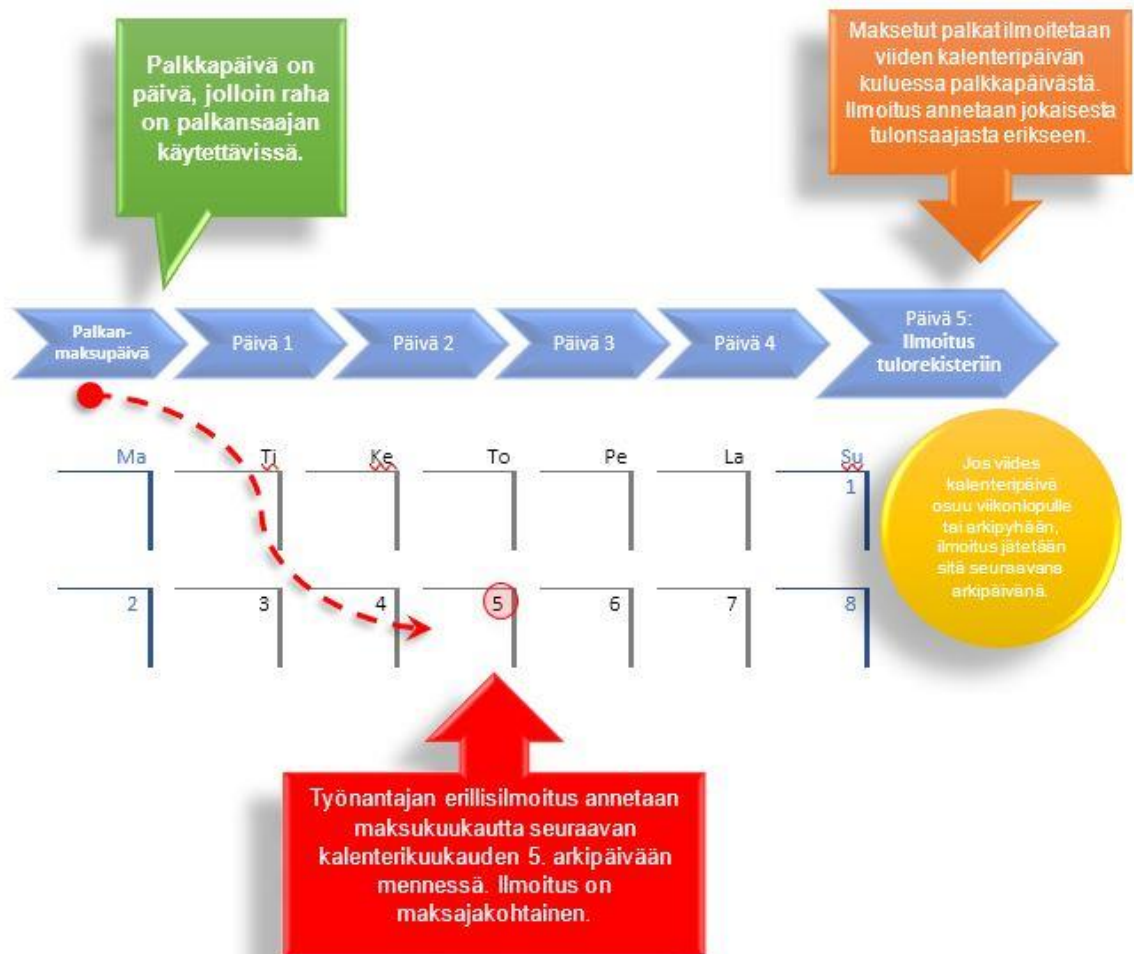 Palkkapäivä on
päivä, jolloin raha
on palkansaajan
käytettävissä.
Maksetut palkat ilmoitetaan
viiden kalenteripäivän
kuluessa palkkapäivästä.
Ilmoitus annetaan jokaisesta
tulonsaajasta erikseen.
Palkan-
maksupäivä
Päivä 1
Päivä 2
Päivä 3
Päivä 4
Päivä 5:
Ilmoitus
tulorekisteriin
Ma Ti Ke To Pe La Su
1
2 3 4 5 6 7 8
Jos viides
kalenteripäivä
osuu viikonlopulle
tai arkipyhään,
ilmoitus jätetään
sitä seuraavana
arkipäivänä.
Työnantajan erillisilmoitus annetaan
maksukuukautta seuraavan
kalenterikuukauden 5. arkipäivään
mennessä. Ilmoitus on
maksajakohtainen.